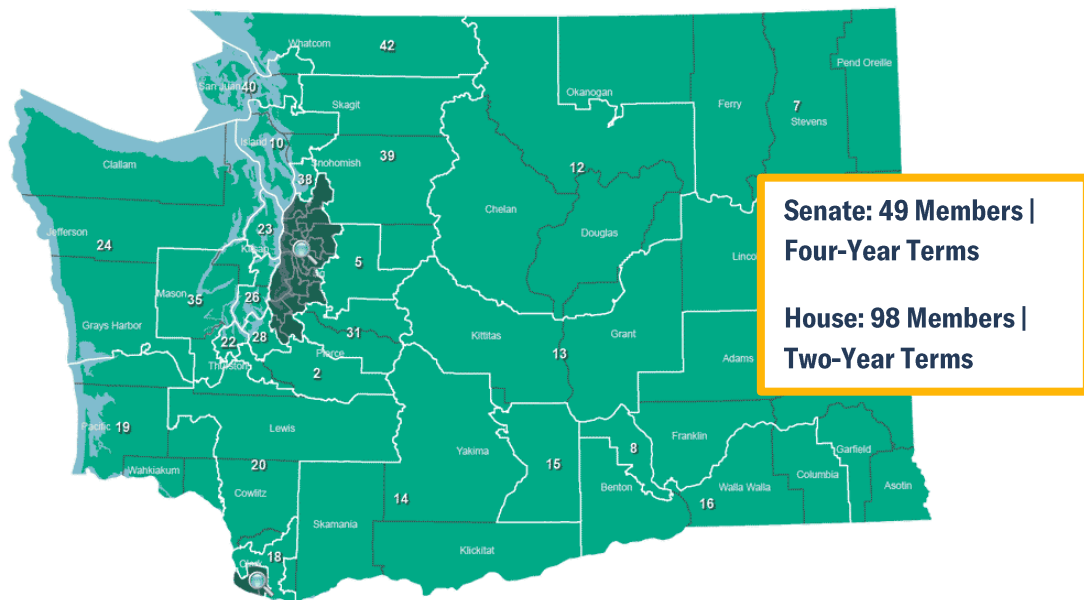 Whatcom
42
Pend Oreille
San Juan
40
Okanogan
Skagit
Ferry
7
Stevens
Island
10
39
Snohomish
Clallam
12
38
Chelan
Senate: 49 Members |
Four-Year Terms
House: 98 Members |
Two-Year Terms
Jefferson
24
23
Douglas
5
Mason
35
26
Grays Harbor
31
Kittitas
Grant
22
28
Pierce
13
Adams
Thurston
2
Pacific
19
Lewis
Yakima
Franklin
8
Garfield
Wahkiakum
20
15
Benton
Walla Walla
Columbia
Asotin
Cowlitz
14
16
Skamania
Klickitat
18